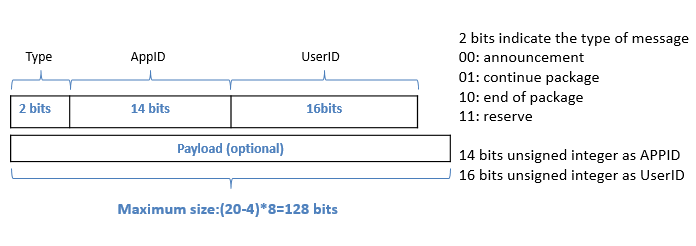 Type AppID UserID
2 bits 14 bits 16bits
Payload (optional)
Maximum size:(20-4)*8=128 bits
2 bits indicate the type of message
00: announcement
01: continue package
10: end of package
11: reserve
14 bits unsigned integer as APPID
16 bits unsigned integer as UserID